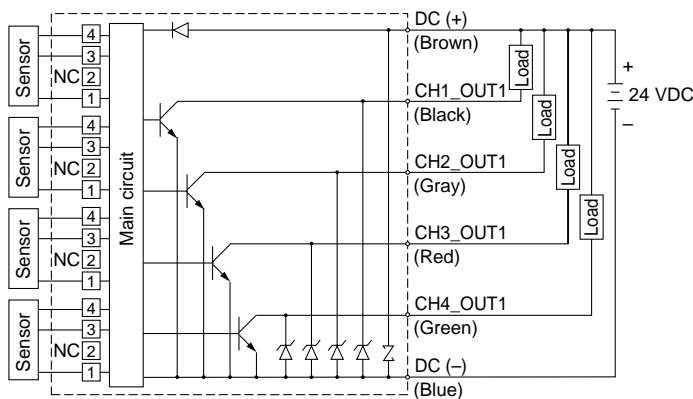 Sensor
4
3
NC 2
1
Sensor
4
3
NC 2
1
Sensor
4
3
NC 2
1
Sensor
4
3
NC 2
1
Main circuit
DC (+)
(Brown)
CH1_OUT1
(Black)
CH2_OUT1
(Gray)
CH3_OUT1
(Red)
CH4_OUT1
(Green)
DC (–)
(Blue)
Load
Load
Load
Load
+
24 VDC
–